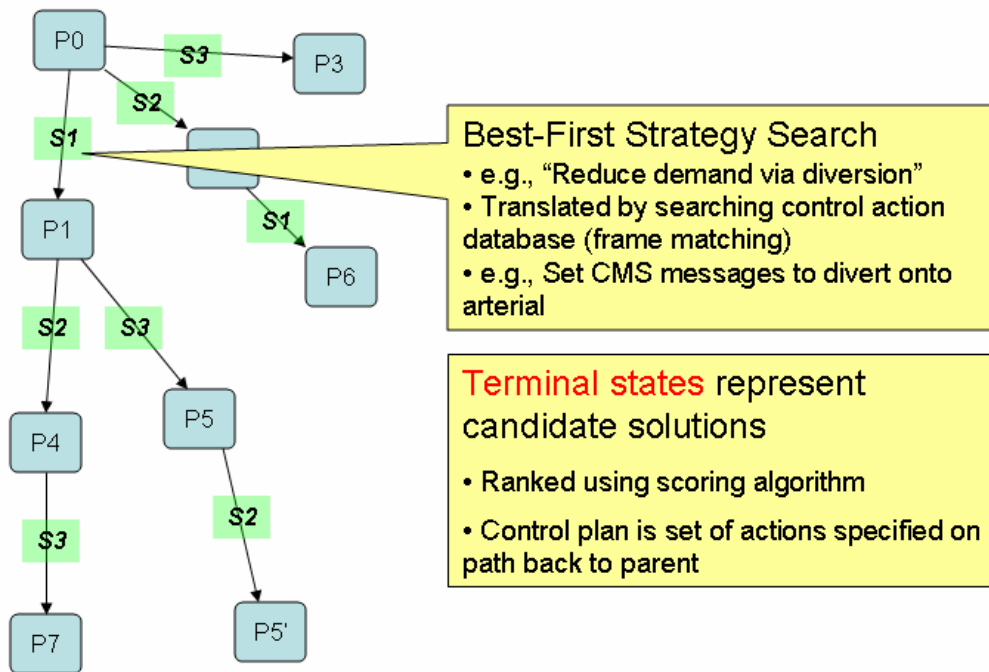 P0
S3
P3
S2
S1
Best-First Strategy Search
• e.g., “Reduce demand via diversion”
• Translated by searching control action
database (frame matching)
• e.g., Set CMS messages to divert onto
arterial
P1
S1
P6
S2
S3
Terminal states represent
candidate solutions
• Ranked using scoring algorithm
• Control plan is set of actions specified on
path back to parent
P4
P5
S3
S2
P7
P5'